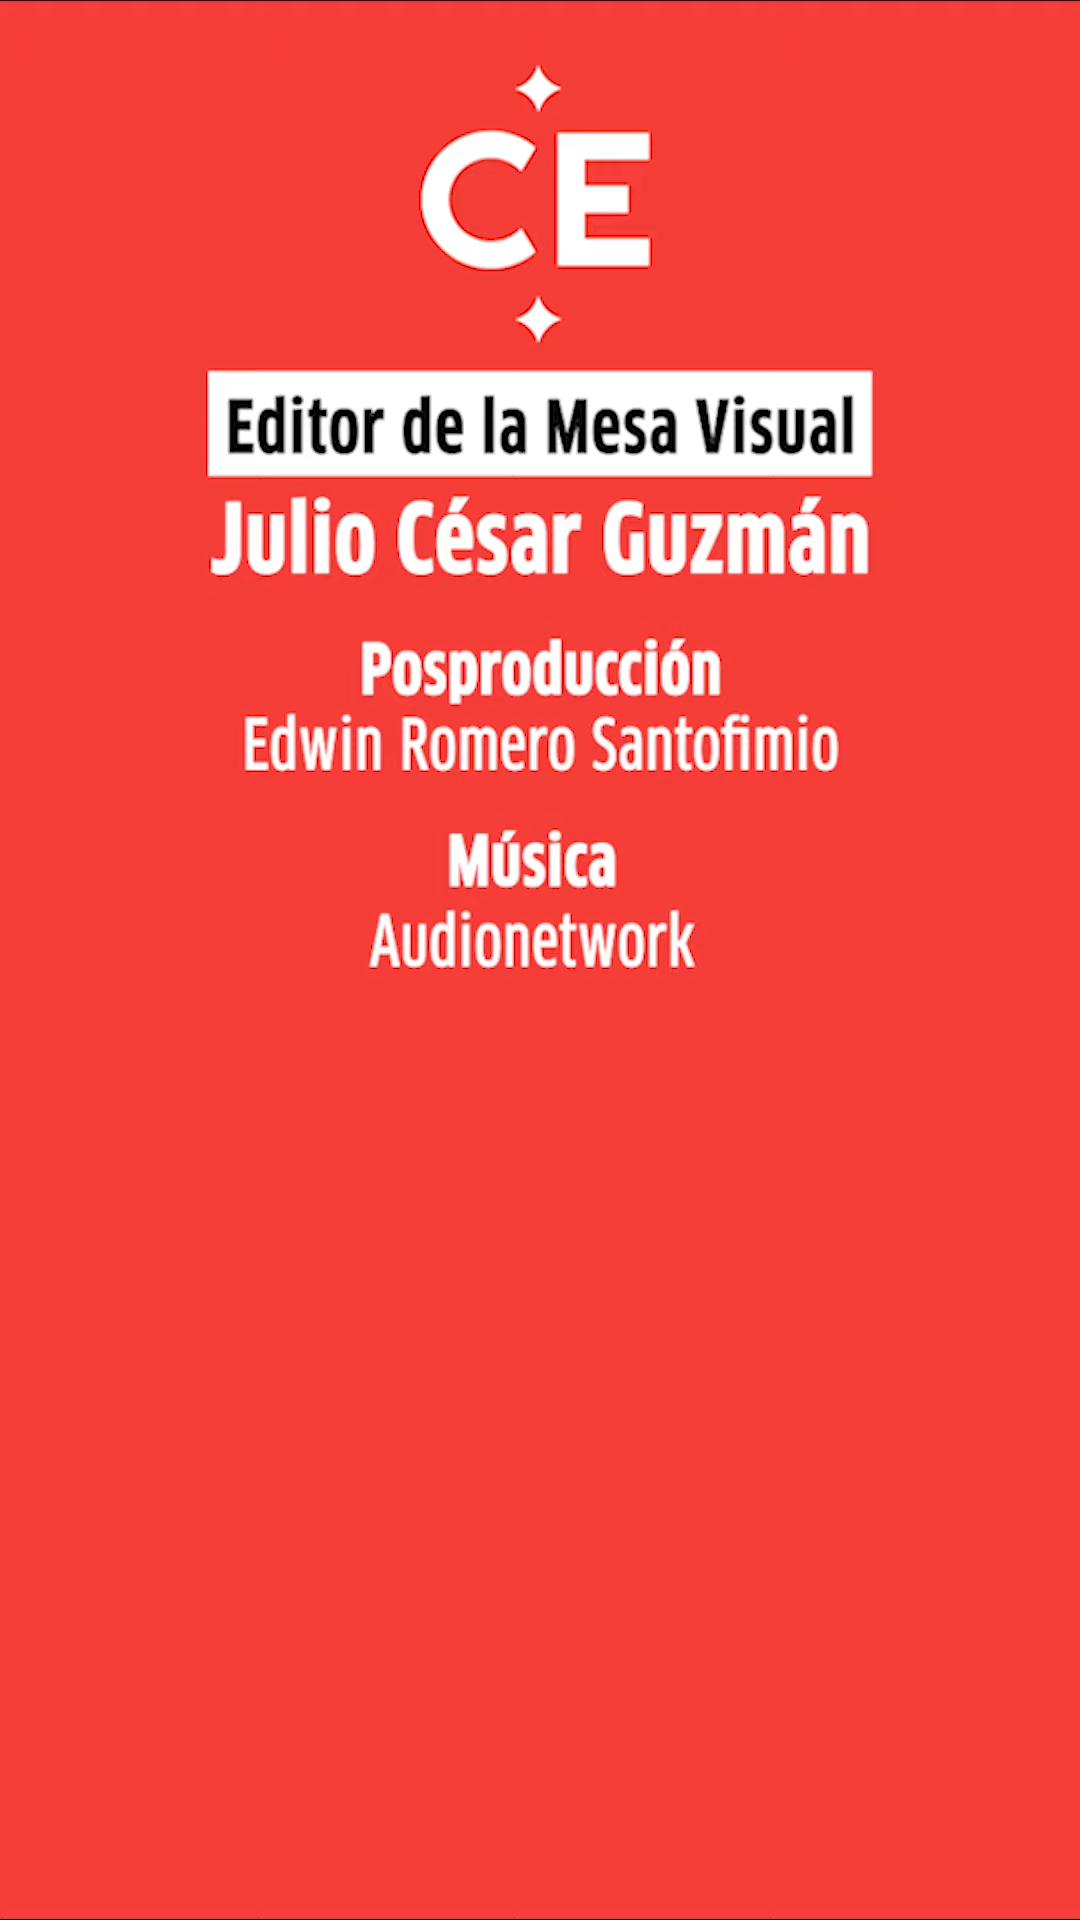 CE
Editor de la Mesa Visual
Julio César Guzmán
Posproducción
Edwin Romero Santofimio
Música
Audionetwork